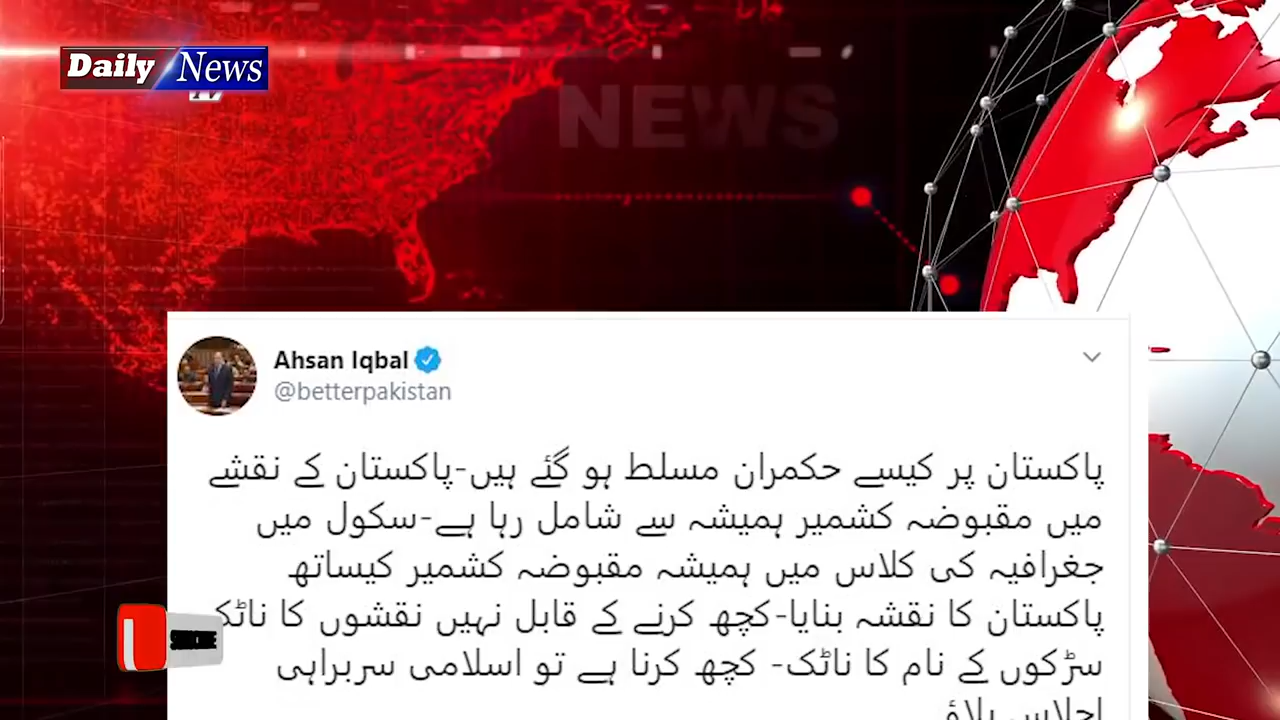 Daily News
TV
NEWS
Ahsan Iqbal
@betterpakistan
پاکستان پر کیسے حکمران مسلط ہو گئے ہیں-پاکستان کے نقشے
میں مقبوضہ کشمیر ہمیشہ سے شامل رہا ہے-سکول میں
جغرافیہ کی کلاس میں ہمیشہ مقبوضہ کشمیر کیساتھ
پاکستان کا نقشہ بنایا-کچھ کرنے کے قابل نہیں نقشوں کا ناٹک
سڑکوں کے نام کا ناٹک- کچھ کرنا ہے تو اسلامی سربراہی
اجلاس بلاؤ